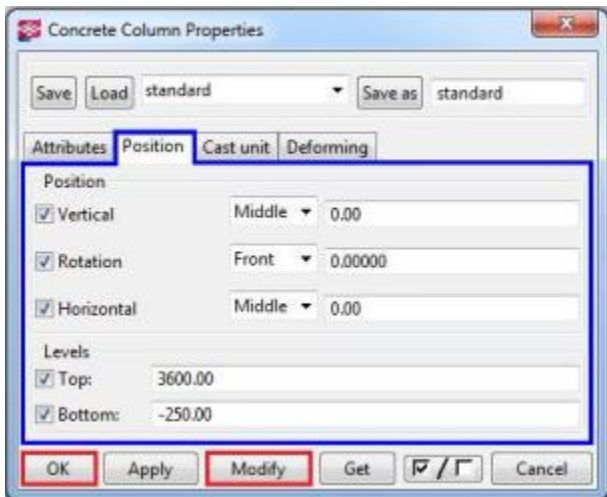 Concrete Column Properties
Save Load standard Save as standard
Attributes Position Cast unit Deforming
Position
Vertical Middle 0.00
Rotation Front 0.00000
Horizontal Middle 0.00
Levels
Top: 3600.00
Bottom: -250.00
OK Apply Modify Get / Cancel